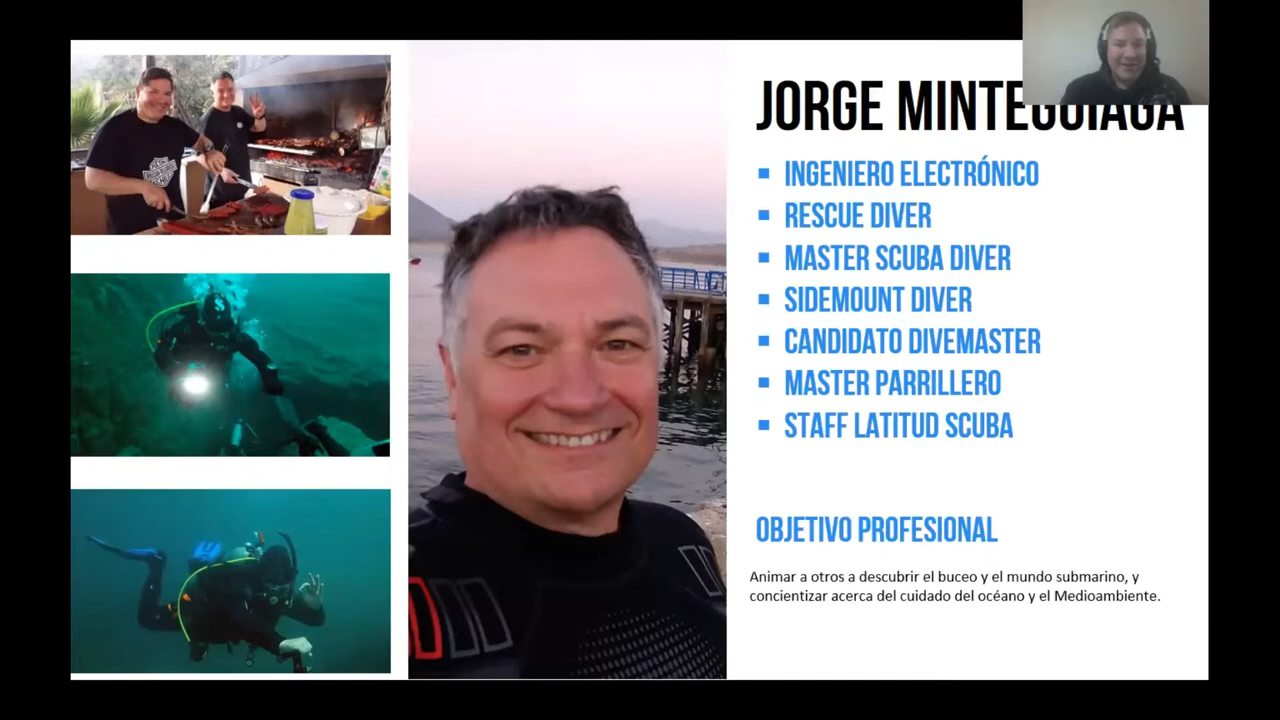 JORGE MINTEGUIAGA
INGENIERO ELECTRÓNICO
RESCUE DIVER
MASTER SCUBA DIVER
SIDEMOUNT DIVER
CANDIDATO DIVEMASTER
MASTER PARRILLERO
STAFF LATITUD SCUBA
OBJETIVO PROFESIONAL
Animar a otros a descubrir el buceo y el mundo submarino, y
concientizar acerca del cuidado del océano y el Medioambiente.